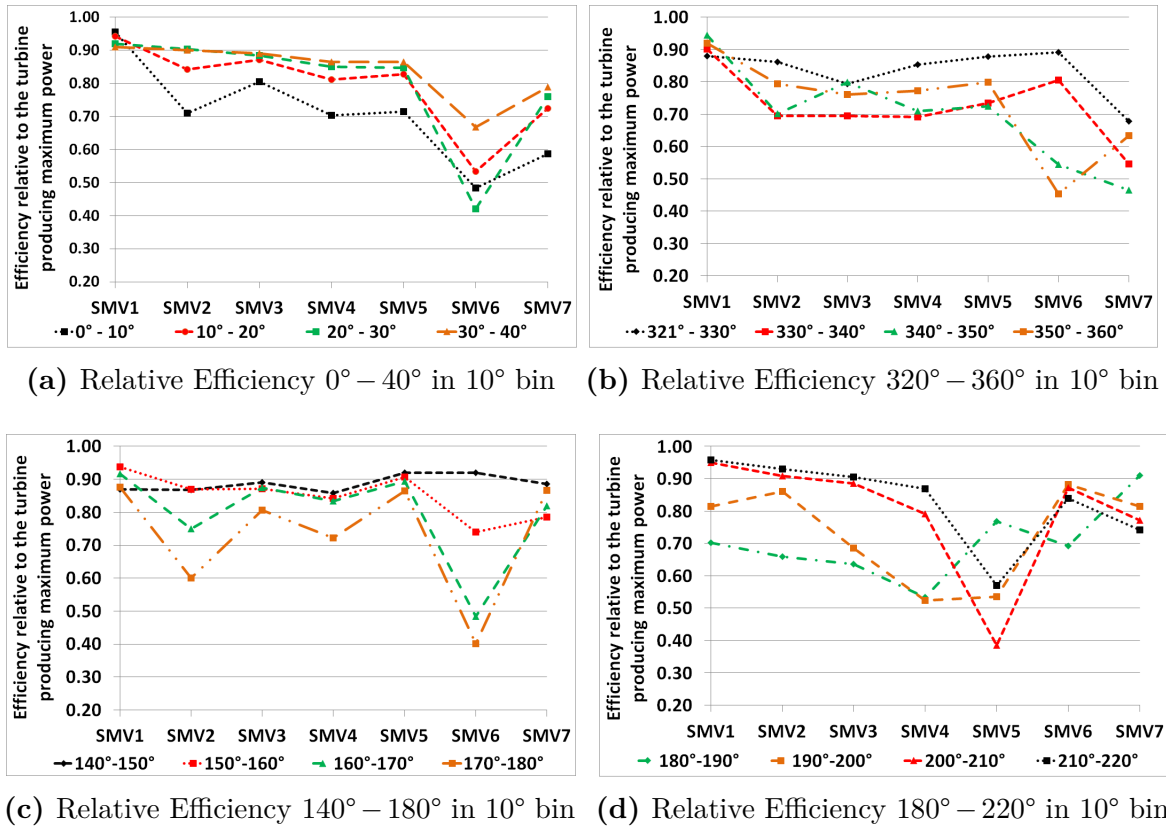 Efficiency relative to the turbine
producing maximum power
1.00
0.90
0.80
0.70
0.60
0.50
0.40
0.30
0.20
SMV1 SMV2 SMV3 SMV4 SMV5 SMV6 SMV7
0° - 10° 10° - 20° 20° - 30° 30° - 40°
(a) Relative Efficiency 0° – 40° in 10° bin
Efficiency relative to the turbine
producing maximum power
1.00
0.90
0.80
0.70
0.60
0.50
0.40
0.30
0.20
SMV1 SMV2 SMV3 SMV4 SMV5 SMV6 SMV7
321° - 330° 330° - 340° 340° - 350° 350° - 360°
(b) Relative Efficiency 320° – 360° in 10° bin
Efficiency relative to the turbine
producing maximum power
1.00
0.90
0.80
0.70
0.60
0.50
0.40
0.30
0.20
SMV1 SMV2 SMV3 SMV4 SMV5 SMV6 SMV7
140°-150° 150°-160° 160°-170° 170°-180°
(c) Relative Efficiency 140° – 180° in 10° bin
Efficiency relative to the turbine
producing maximum power
1.00
0.90
0.80
0.70
0.60
0.50
0.40
0.30
0.20
SMV1 SMV2 SMV3 SMV4 SMV5 SMV6 SMV7
180°-190° 190°-200° 200°-210° 210°-220°
(d) Relative Efficiency 180° – 220° in 10° bin